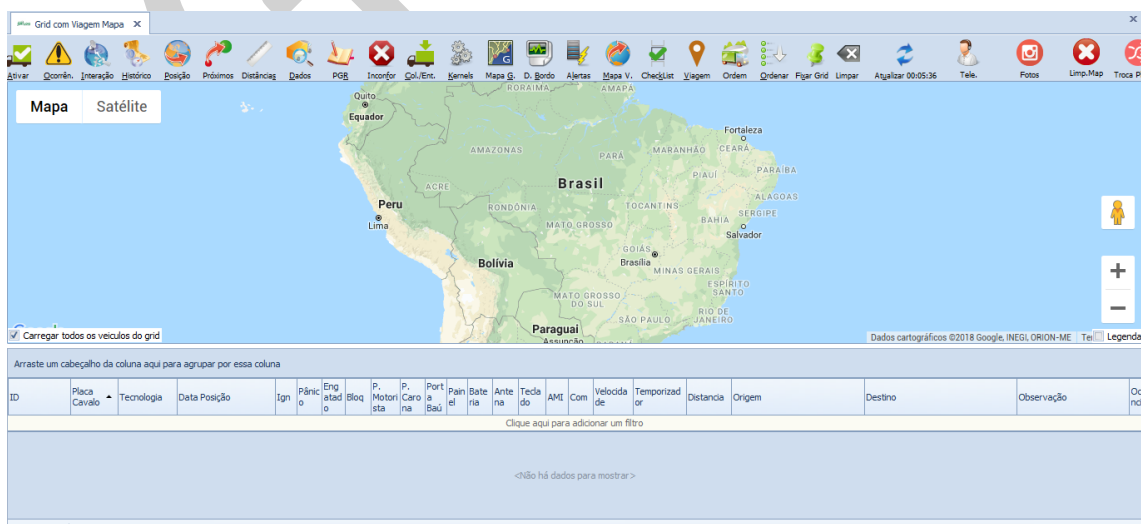 Grid com Viagem Mapa X
X
Ativar Ocorrên. Interação Histórico Posição Próximos Distâncias Dados PGR Inconfor Col./Ent. Kernels Mapa G. D. Bordo Alertas Mapa V. CheckList Viagem Ordem Ordenar Fixar Grid Limpar Atualizar 00:05:36 Tele. Fotos Limp.Map Troca P
Mapa Satélite
RORAIMA AMAPÁ
Quito
Equador
Fortaleza
AMAZONAS PARÁ MARANHÃO CEARÁ
PARAÍBA
PIAUÍ
Brasil
ACRE
ALAGOAS
Peru RONDÔNIA TOCANTINS
SERGIPE
BAHIA
Lima MATO GROSSO
Salvador
GOIÁS
Brasília
Bolívia
MINAS GERAIS
ESPÍRITO
SANTO
MATO GROSSO
DO SUL
RIO DE
JANEIRO
SÃO PAULO
Paraguai
Assunção
Carregar todos os veiculos do grid
Dados cartográficos ©2018 Google, INEGI, ORION-ME Te Legenda
Arraste um cabeçalho da coluna aqui para agrupar por essa coluna
ID Placa Cavalo Tecnologia Data Posição Ign Pânico Engatado Bloq P. Motorista P. Carona Porta Baú Painel Bateria Antena Teclado AMI Com Velocidade Temporizador Distancia Origem Destino Observação
Clique aqui para adicionar um filtro
<Não há dados para mostrar>